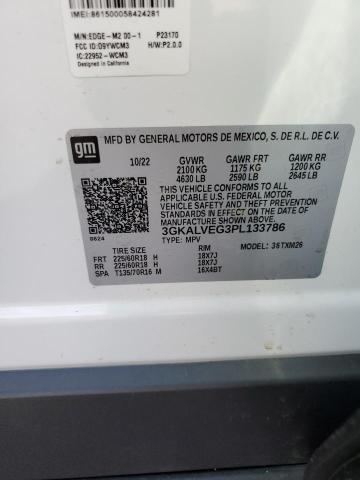 IMEI:861500058424281
M/N:EDGE-M2 00-1 P23170
FCC ID:O9YWCM3 H/W:P2.0.0
IC:22952-WCM3
Designed in California
gm
MFD BY GENERAL MOTORS DE MEXICO, S. DE R.L. DE C.V.
10/22 GVWR GAWR FRT GAWR RR
2100 KG 1175 KG 1200 KG
4630 LB 2590 LB 2645 LB
THIS VEHICLE CONFORMS TO ALL
APPLICABLE U.S. FEDERAL MOTOR VEHICLE
SAFETY AND THEFT PREVENTION STANDARDS
IN EFFECT ON THE DATE OF
MANUFACTURE SHOWN ABOVE.
3GKALVEG3PL133786
0624
TYPE: MPV MODEL: 36TXM26
TIRE SIZE RIM
FRT 225/60R18 H 18X7J
RR 225/60R18 H 18X7J
SPA T135/70R16 M 16X4BT